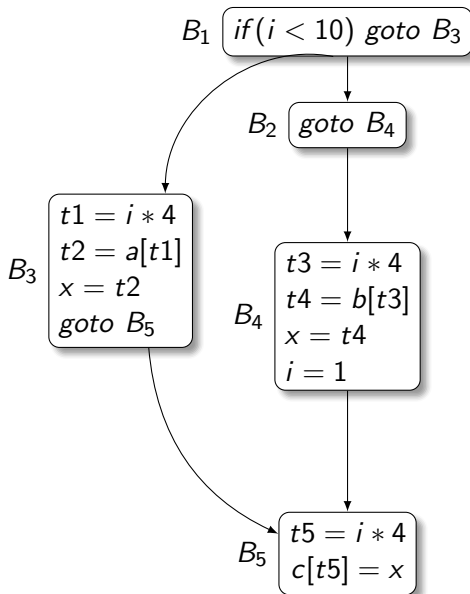 B₁ if(i < 10) goto B₃
B₂ goto B₄
B₃
t1 = i * 4
t2 = a[t1]
x = t2
goto B₅
B₄
t3 = i * 4
t4 = b[t3]
x = t4
i = 1
B₅
t5 = i * 4
c[t5] = x